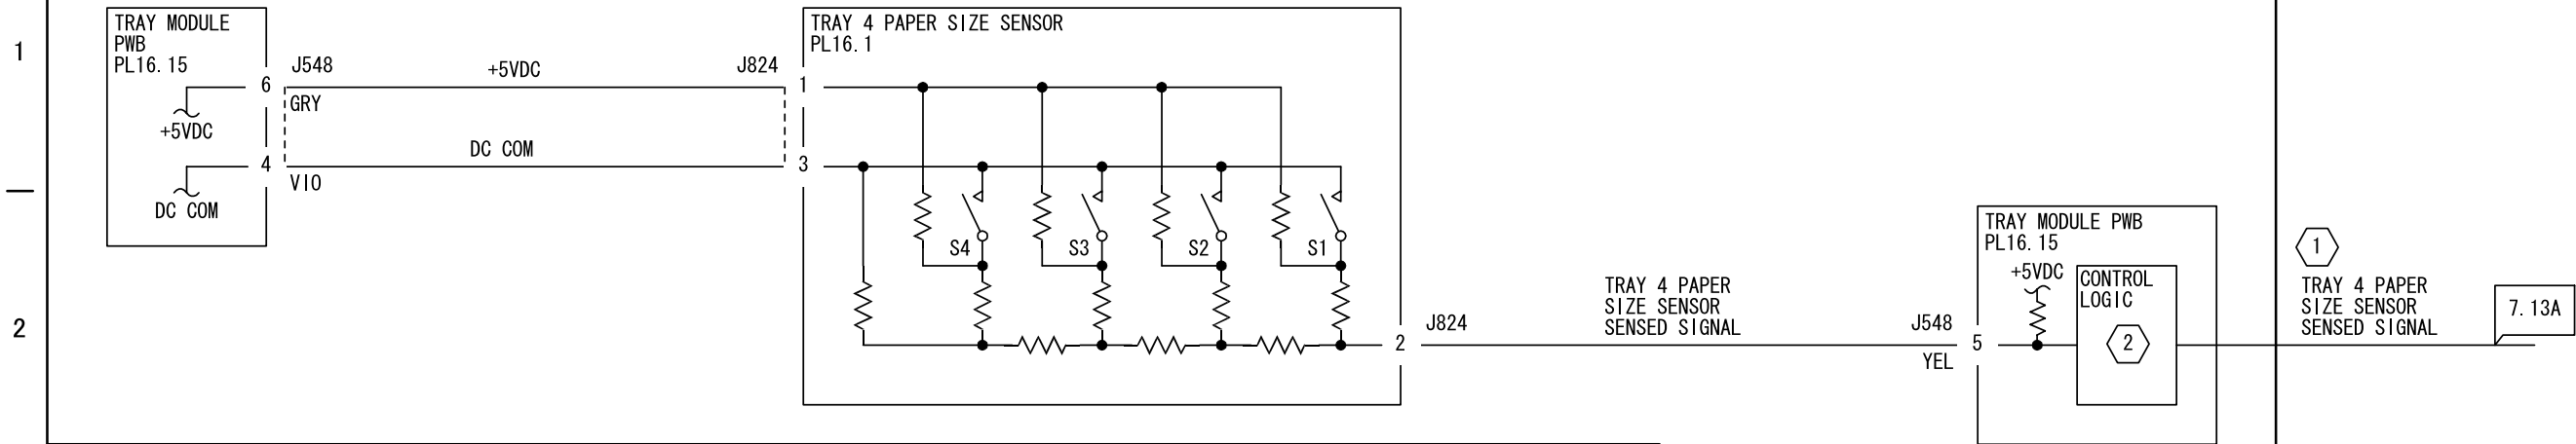 1
TRAY MODULE
PWB
PL16.15
6
J548
+5VDC
J824
GRY
+5VDC
4
DC COM
VIO
DC COM
TRAY 4 PAPER SIZE SENSOR
PL16.1
1
3
S4
S3
S2
S1
2
2
J824
TRAY 4 PAPER
SIZE SENSOR
SENSED SIGNAL
J548
YEL
5
TRAY MODULE PWB
PL16.15
+5VDC
CONTROL
LOGIC
2
1
TRAY 4 PAPER
SIZE SENSOR
SENSED SIGNAL
7.13A